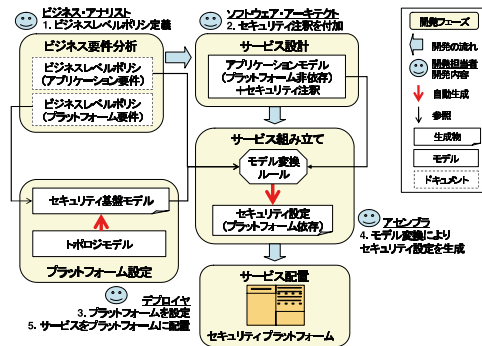 ビジネス・アナリスト
1. ビジネスレベルポリシ定義
ビジネス要件分析
ビジネスレベルポリシ
(アプリケーション要件)
ビジネスレベルポリシ
(プラットフォーム要件)
ソフトウェア・アーキテクト
2. セキュリティ注釈を付加
サービス設計
アプリケーションモデル
(プラットフォーム非依存)
+セキュリティ注釈
サービス組み立て
モデル変換
ルール
セキュリティ設定
(プラットフォーム依存)
アセンブラ
4. モデル変換により
セキュリティ設定を生成
セキュリティ基盤モデル
トポロジモデル
プラットフォーム設定
デプロイヤ
3. プラットフォームを設定
5. サービスをプラットフォームに配置
サービス配置
セキュリティプラットフォーム
開発フェーズ
開発の流れ
開発担当者
開発内容
自動生成
参照
生成物
モデル
ドキュメント